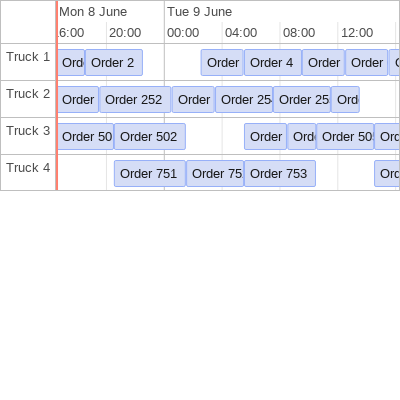 Mon 8 June Tue 9 June
6:00 20:00 00:00 04:00 08:00 12:00
Truck 1 Ord Order 2 Order Order 4 Order Order
Truck 2 Order Order 252 Order Order 25 Order 25 Ord
Truck 3 Order 50 Order 502 Order Ord Order 50 Ord
Truck 4 Order 751 Order 75 Order 753 Ord